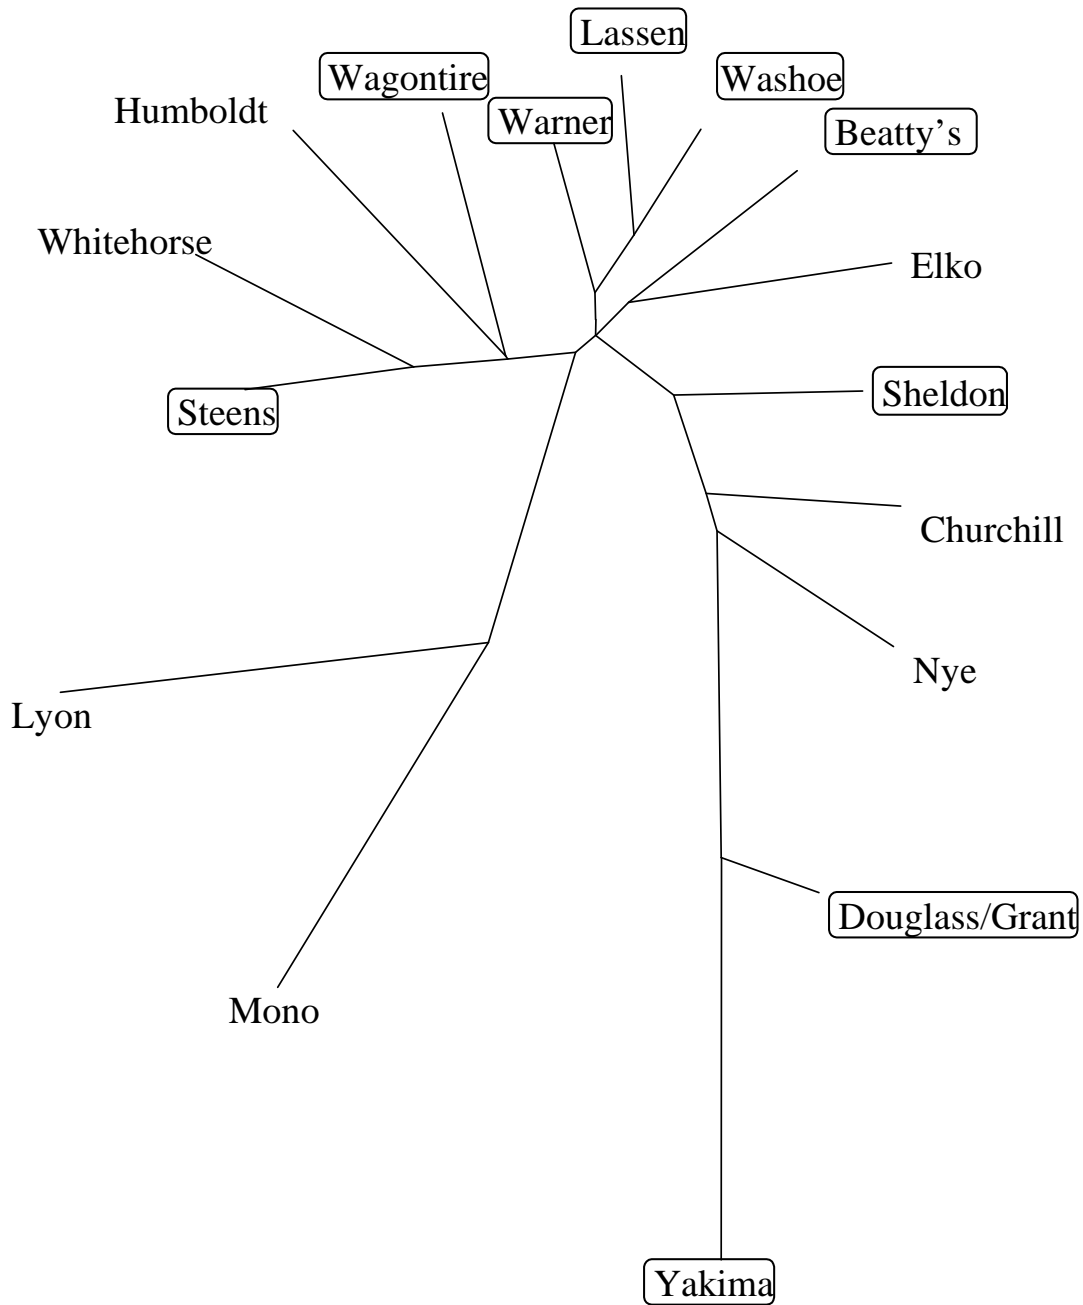 Lassen
Wagontire
Washoe
Humboldt
Warner
Beatty’s
Whitehorse
Elko
Steens
Sheldon
Churchill
Nye
Lyon
Douglass/Grant
Mono
Yakima